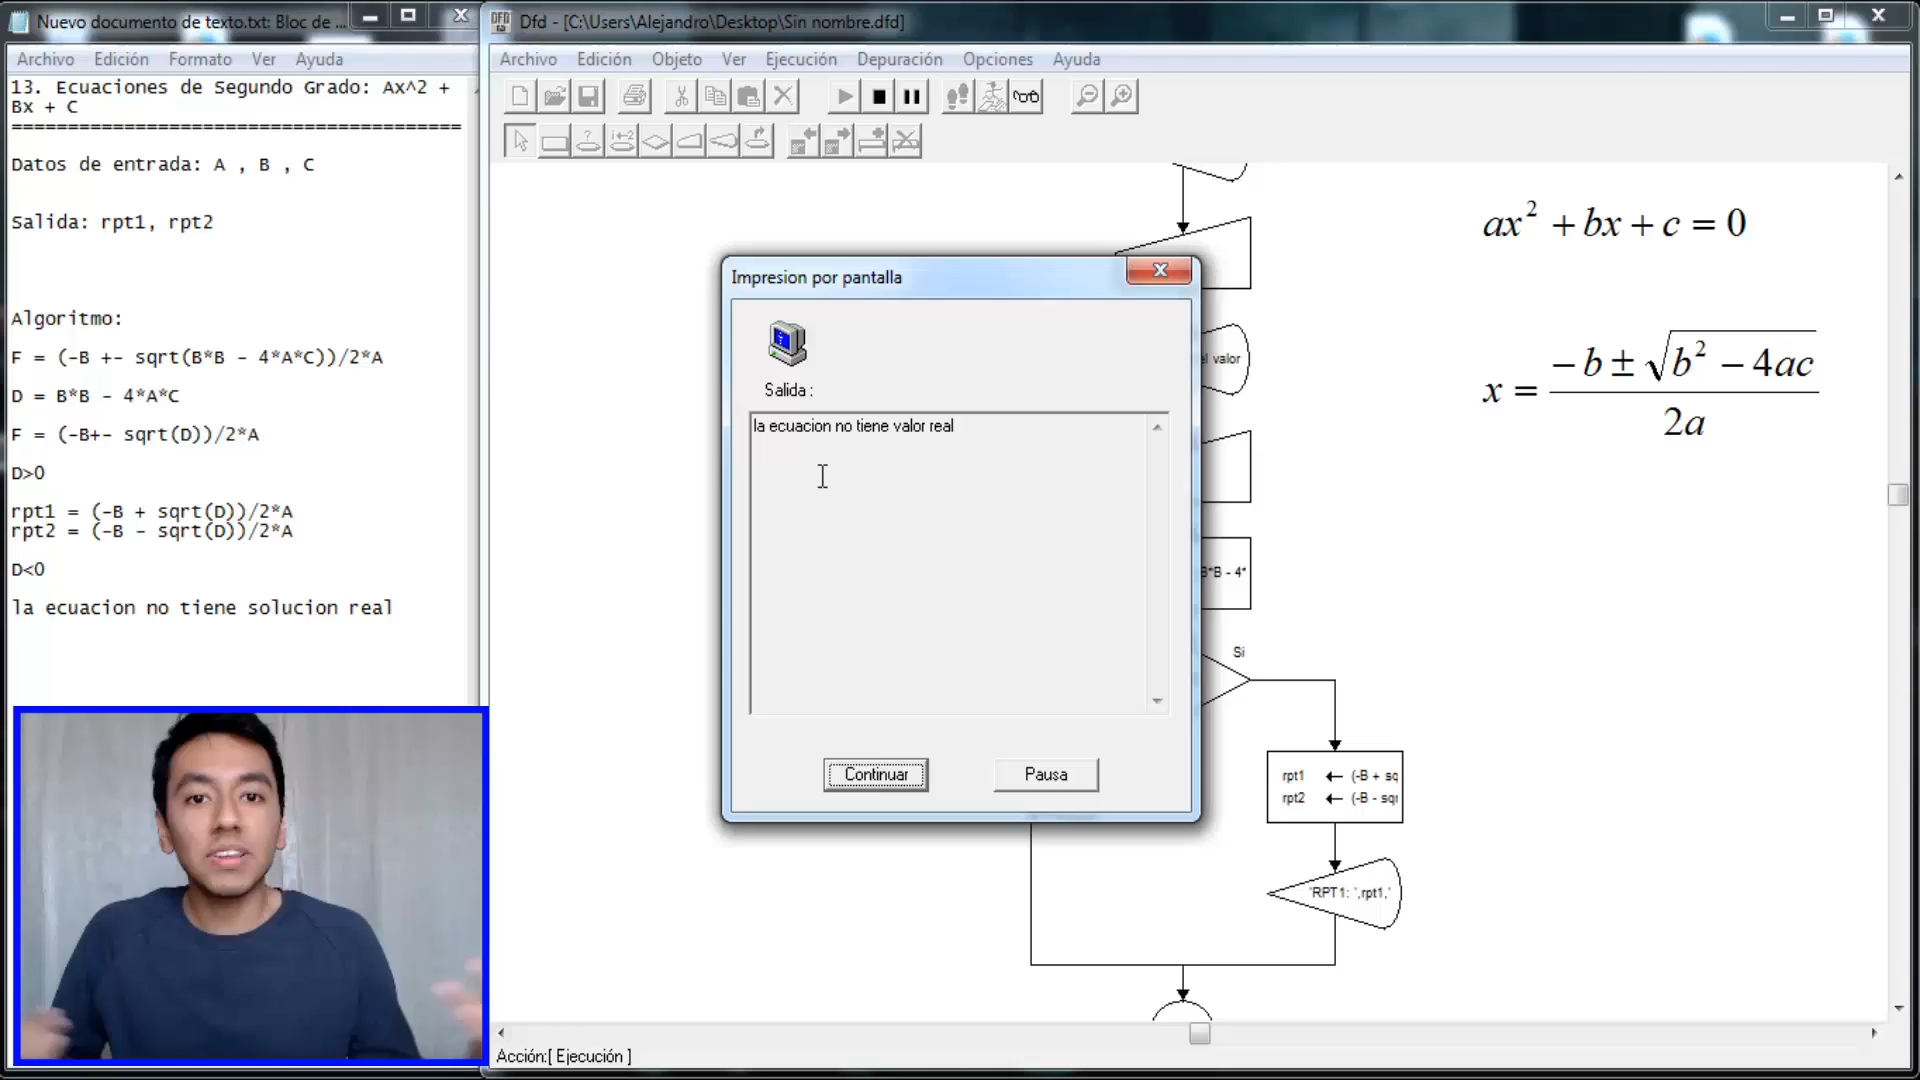 Nuevo documento de texto.txt: Bloc de ...
Archivo Edición Formato Ver Ayuda
13. Ecuaciones de Segundo Grado: Ax^2 +
Bx + C
========================================
Datos de entrada: A , B , C
Salida: rpt1, rpt2
Algoritmo:
F = (-B +- sqrt(B*B - 4*A*C))/2*A
D = B*B - 4*A*C
F = (-B+- sqrt(D))/2*A
D>0
rpt1 = (-B + sqrt(D))/2*A
rpt2 = (-B - sqrt(D))/2*A
D<0
la ecuacion no tiene solucion real
Dfd - [C:\Users\Alejandro\Desktop\Sin nombre.dfd]
Archivo Edición Objeto Ver Ejecución Depuración Opciones Ayuda
Impresion por pantalla
Salida :
la ecuacion no tiene valor real
Continuar Pausa
el valor
B*B - 4*
Si
rpt1 ← (-B + sq
rpt2 ← (-B - sqr
'RPT1: ',rpt1,'
ax² + bx + c = 0
x = (-b ± √(b² - 4ac)) / 2a
Acción:[ Ejecución ]